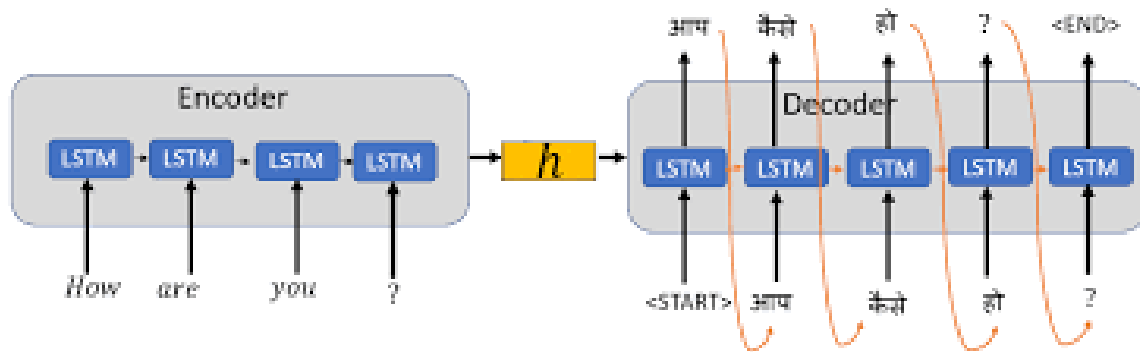 आप कैसे हो ? <END>
Encoder
Decoder
LSTM LSTM LSTM LSTM
h
LSTM LSTM LSTM LSTM LSTM
How are you ?
<START> आप कैसे हो ?